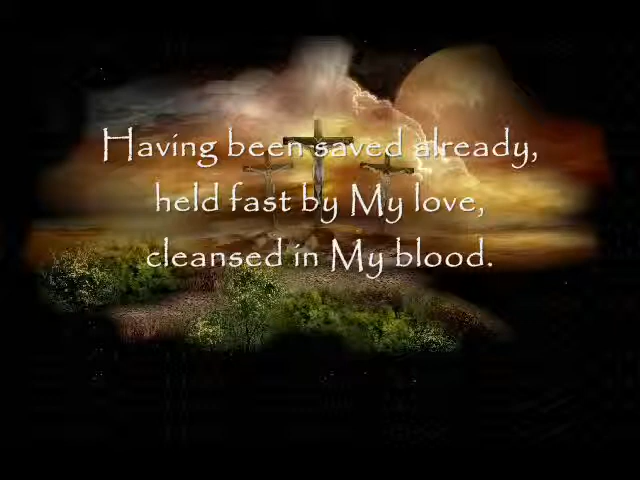 Having been saved already,
held fast by My love,
cleansed in My blood.